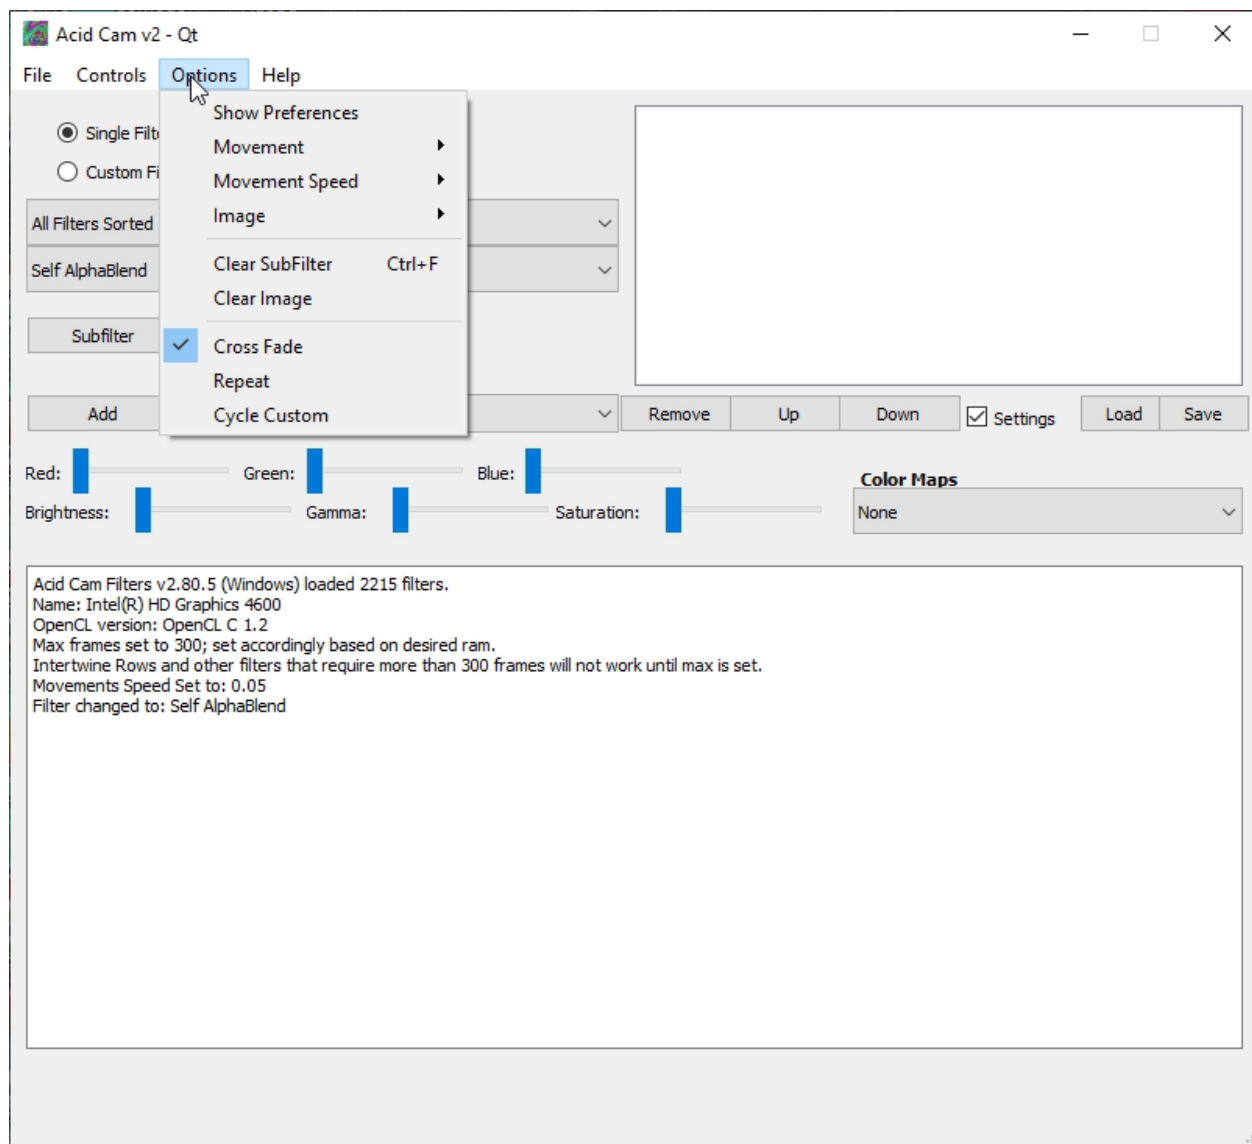 Acid Cam v2 - Qt
File Controls Options Help
Show Preferences
Movement
Movement Speed
Image
Clear SubFilter Ctrl+F
Clear Image
Cross Fade
Repeat
Cycle Custom
Single Filt
Custom Fi
All Filters Sorted
Self AlphaBlend
Subfilter
Add Remove Up Down Settings Load Save
Red: Green: Blue:
Color Maps
Brightness: Gamma: Saturation: None
Acid Cam Filters v2.80.5 (Windows) loaded 2215 filters.
Name: Intel(R) HD Graphics 4600
OpenCL version: OpenCL C 1.2
Max frames set to 300; set accordingly based on desired ram.
Intertwine Rows and other filters that require more than 300 frames will not work until max is set.
Movements Speed Set to: 0.05
Filter changed to: Self AlphaBlend